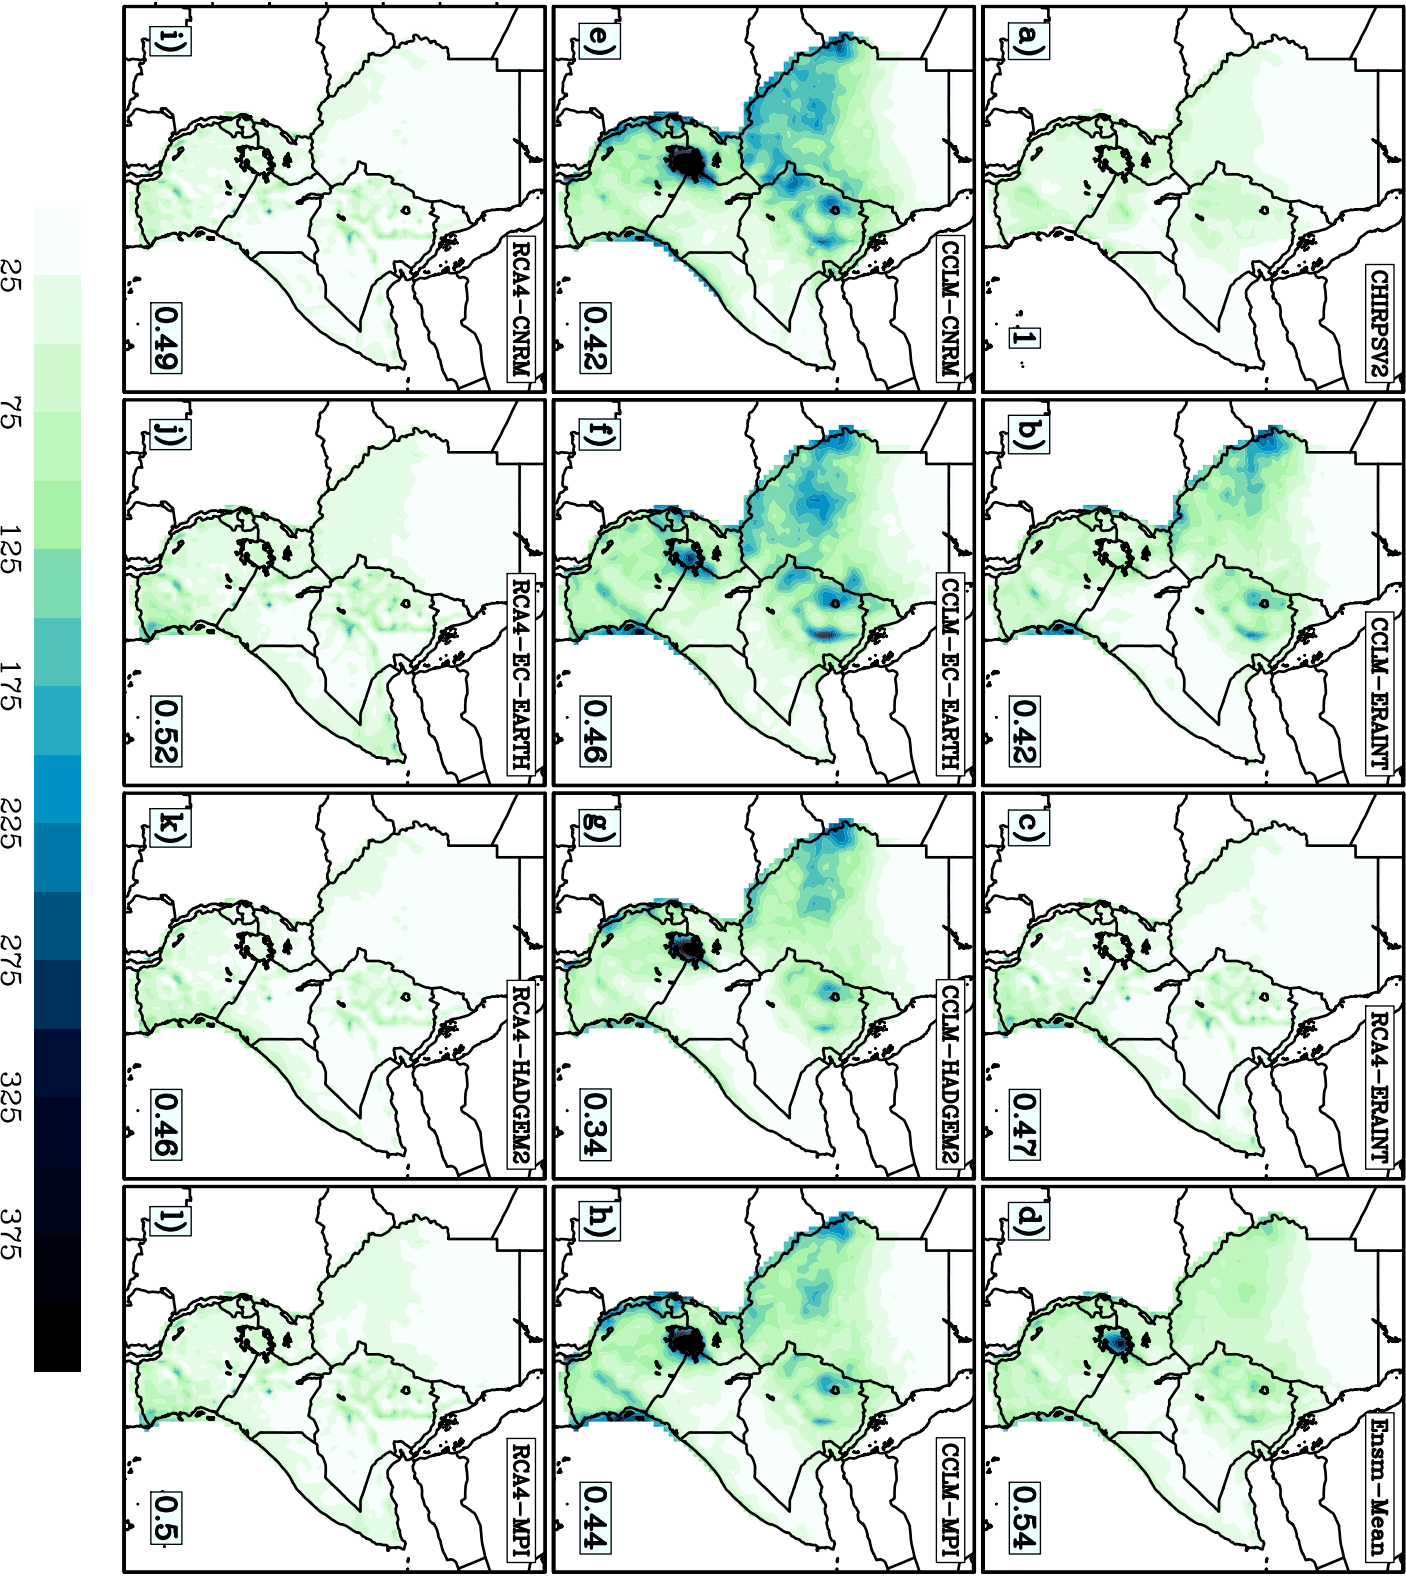 a)
CHIRPSV2
1
b)
CCLM-ERAINT
0.42
c)
RCA4-ERAINT
0.47
d)
Ensm-Mean
0.54
e)
CCLM-CNRM
0.42
f)
CCLM-EC-EARTH
0.46
g)
CCLM-HADGEM2
0.34
h)
CCLM-MPI
0.44
i)
RCA4-CNRM
0.49
j)
RCA4-EC-EARTH
0.52
k)
RCA4-HADGEM2
0.46
l)
RCA4-MPI
0.5
25 75 125 175 225 275 325 375